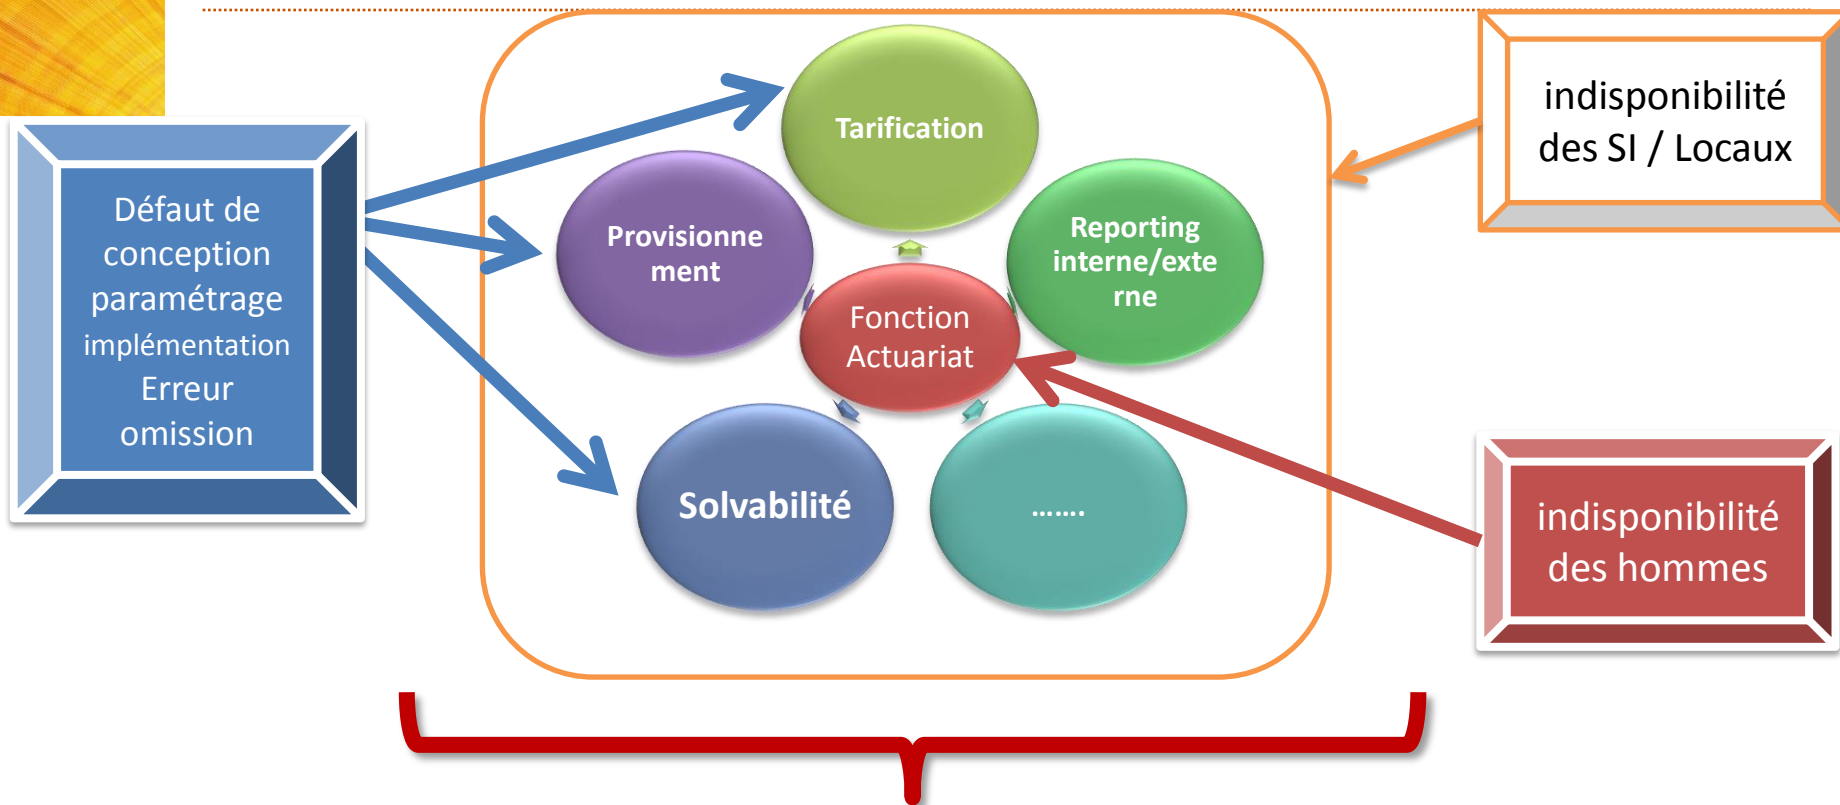 Tarification
indisponibilité
des SI / Locaux
Défaut de
conception
paramétrage
implémentation
Erreur
omission
Provisionne
ment
Reporting
interne/exte
rne
Fonction
Actuariat
Solvabilité
…….
indisponibilité
des hommes